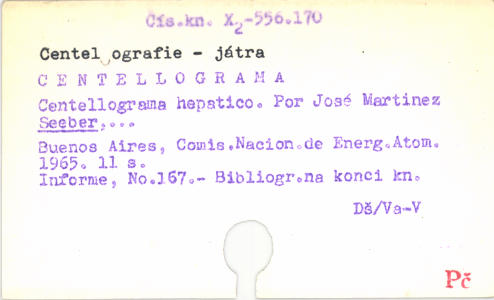 Čís.kn. X2-556.170
Centel ografie - játra
C E N T E L L O G R A M A
Centellograma hepatico. Por José Martinez
Seeber,...
Buenos Aires, Comis.Nacion.de Energ.Atom.
1965. 11 s.
Informe, No.167.- Bibliogr.na konci kn.
Dš/Va-V
Pč